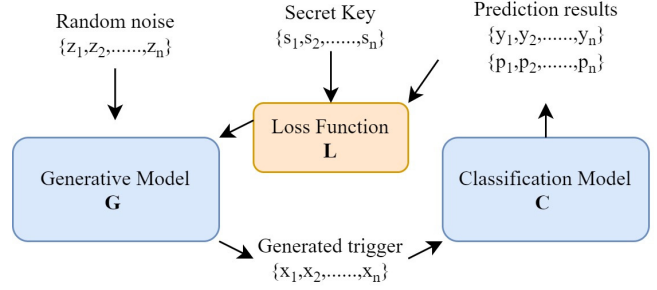 Random noise
{z₁,z₂,......,zₙ}
Secret Key
{s₁,s₂,......,sₙ}
Prediction results
{y₁,y₂,......,yₙ}
{p₁,p₂,......,pₙ}
Loss Function
L
Generative Model
G
Classification Model
C
Generated trigger
{x₁,x₂,......,xₙ}